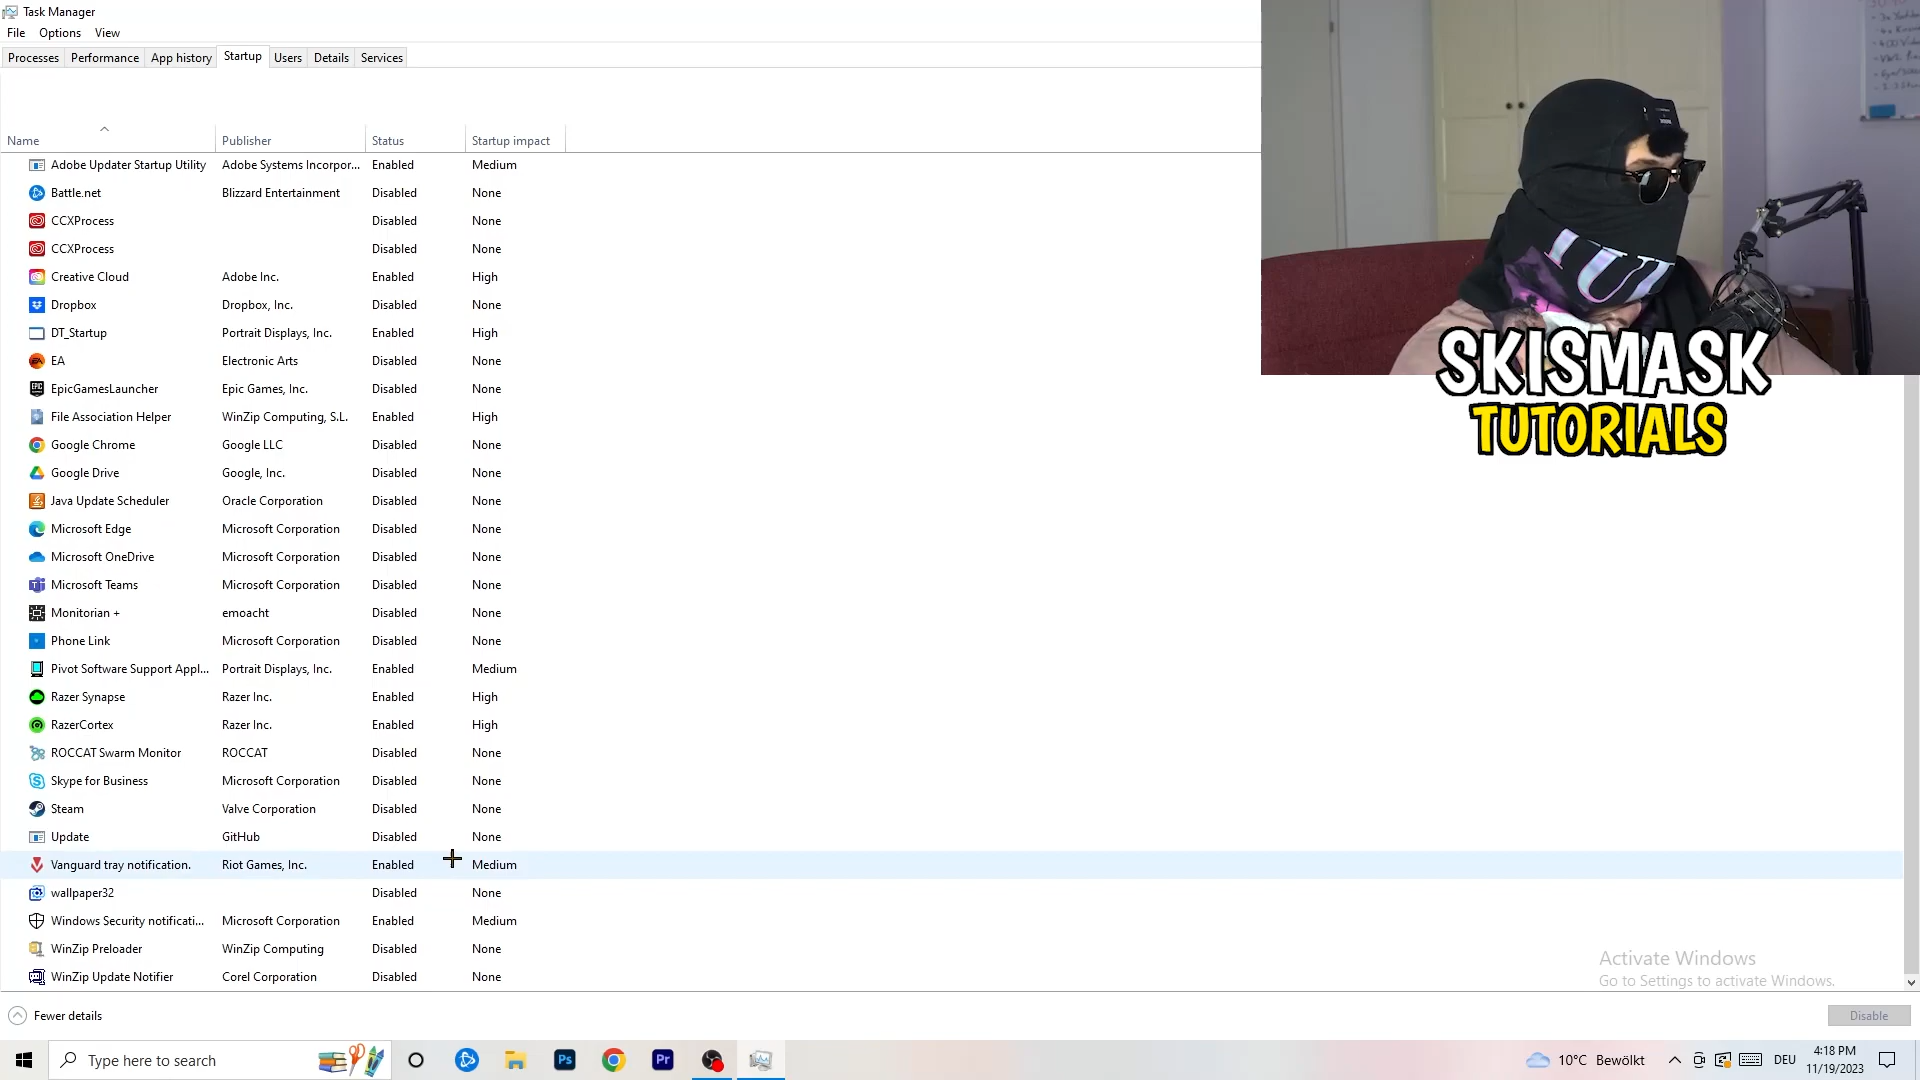 Task Manager
File Options View
Processes Performance App history Startup Users Details Services
Name Publisher Status Startup impact
Adobe Updater Startup Utility Adobe Systems Incorpor... Enabled Medium
Battle.net Blizzard Entertainment Disabled None
CCXProcess Disabled None
CCXProcess Disabled None
Creative Cloud Adobe Inc. Enabled High
Dropbox Dropbox, Inc. Disabled None
DT_Startup Portrait Displays, Inc. Enabled High
EA Electronic Arts Disabled None
EpicGamesLauncher Epic Games, Inc. Disabled None
File Association Helper WinZip Computing, S.L. Enabled High
Google Chrome Google LLC Disabled None
Google Drive Google, Inc. Disabled None
Java Update Scheduler Oracle Corporation Disabled None
Microsoft Edge Microsoft Corporation Disabled None
Microsoft OneDrive Microsoft Corporation Disabled None
Microsoft Teams Microsoft Corporation Disabled None
Monitorian + emoacht Disabled None
Phone Link Microsoft Corporation Disabled None
Pivot Software Support Appl... Portrait Displays, Inc. Enabled Medium
Razer Synapse Razer Inc. Enabled High
RazerCortex Razer Inc. Enabled High
ROCCAT Swarm Monitor ROCCAT Disabled None
Skype for Business Microsoft Corporation Disabled None
Steam Valve Corporation Disabled None
Update GitHub Disabled None
Vanguard tray notification. Riot Games, Inc. Enabled Medium
wallpaper32 Disabled None
Windows Security notificati... Microsoft Corporation Enabled Medium
WinZip Preloader WinZip Computing Disabled None
WinZip Update Notifier Corel Corporation Disabled None
SKISMASK
TUTORIALS
Activate Windows
Go to Settings to activate Windows.
Fewer details
Disable
Type here to search
Ps
Pr
10°C Bewölkt
DEU
4:18 PM
11/19/2023